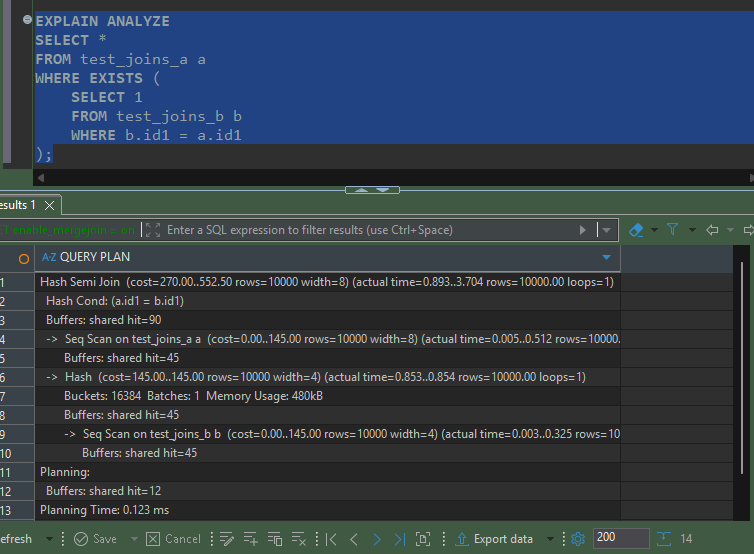 EXPLAIN ANALYZE
SELECT *
FROM test_joins_a a
WHERE EXISTS (
SELECT 1
FROM test_joins_b b
WHERE b.id1 = a.id1
);
esults 1
T enable_mergejoin = on Enter a SQL expression to filter results (use Ctrl+Space)
A-Z QUERY PLAN
1 Hash Semi Join (cost=270.00..552.50 rows=10000 width=8) (actual time=0.893..3.704 rows=10000.00 loops=1)
2 Hash Cond: (a.id1 = b.id1)
3 Buffers: shared hit=90
4 -> Seq Scan on test_joins_a a (cost=0.00..145.00 rows=10000 width=8) (actual time=0.005..0.512 rows=10000.
5 Buffers: shared hit=45
6 -> Hash (cost=145.00..145.00 rows=10000 width=4) (actual time=0.853..0.854 rows=10000.00 loops=1)
7 Buckets: 16384 Batches: 1 Memory Usage: 480kB
8 Buffers: shared hit=45
9 -> Seq Scan on test_joins_b b (cost=0.00..145.00 rows=10000 width=4) (actual time=0.003..0.325 rows=10
10 Buffers: shared hit=45
11 Planning:
12 Buffers: shared hit=12
13 Planning Time: 0.123 ms
efresh Save Cancel Export data 200 14